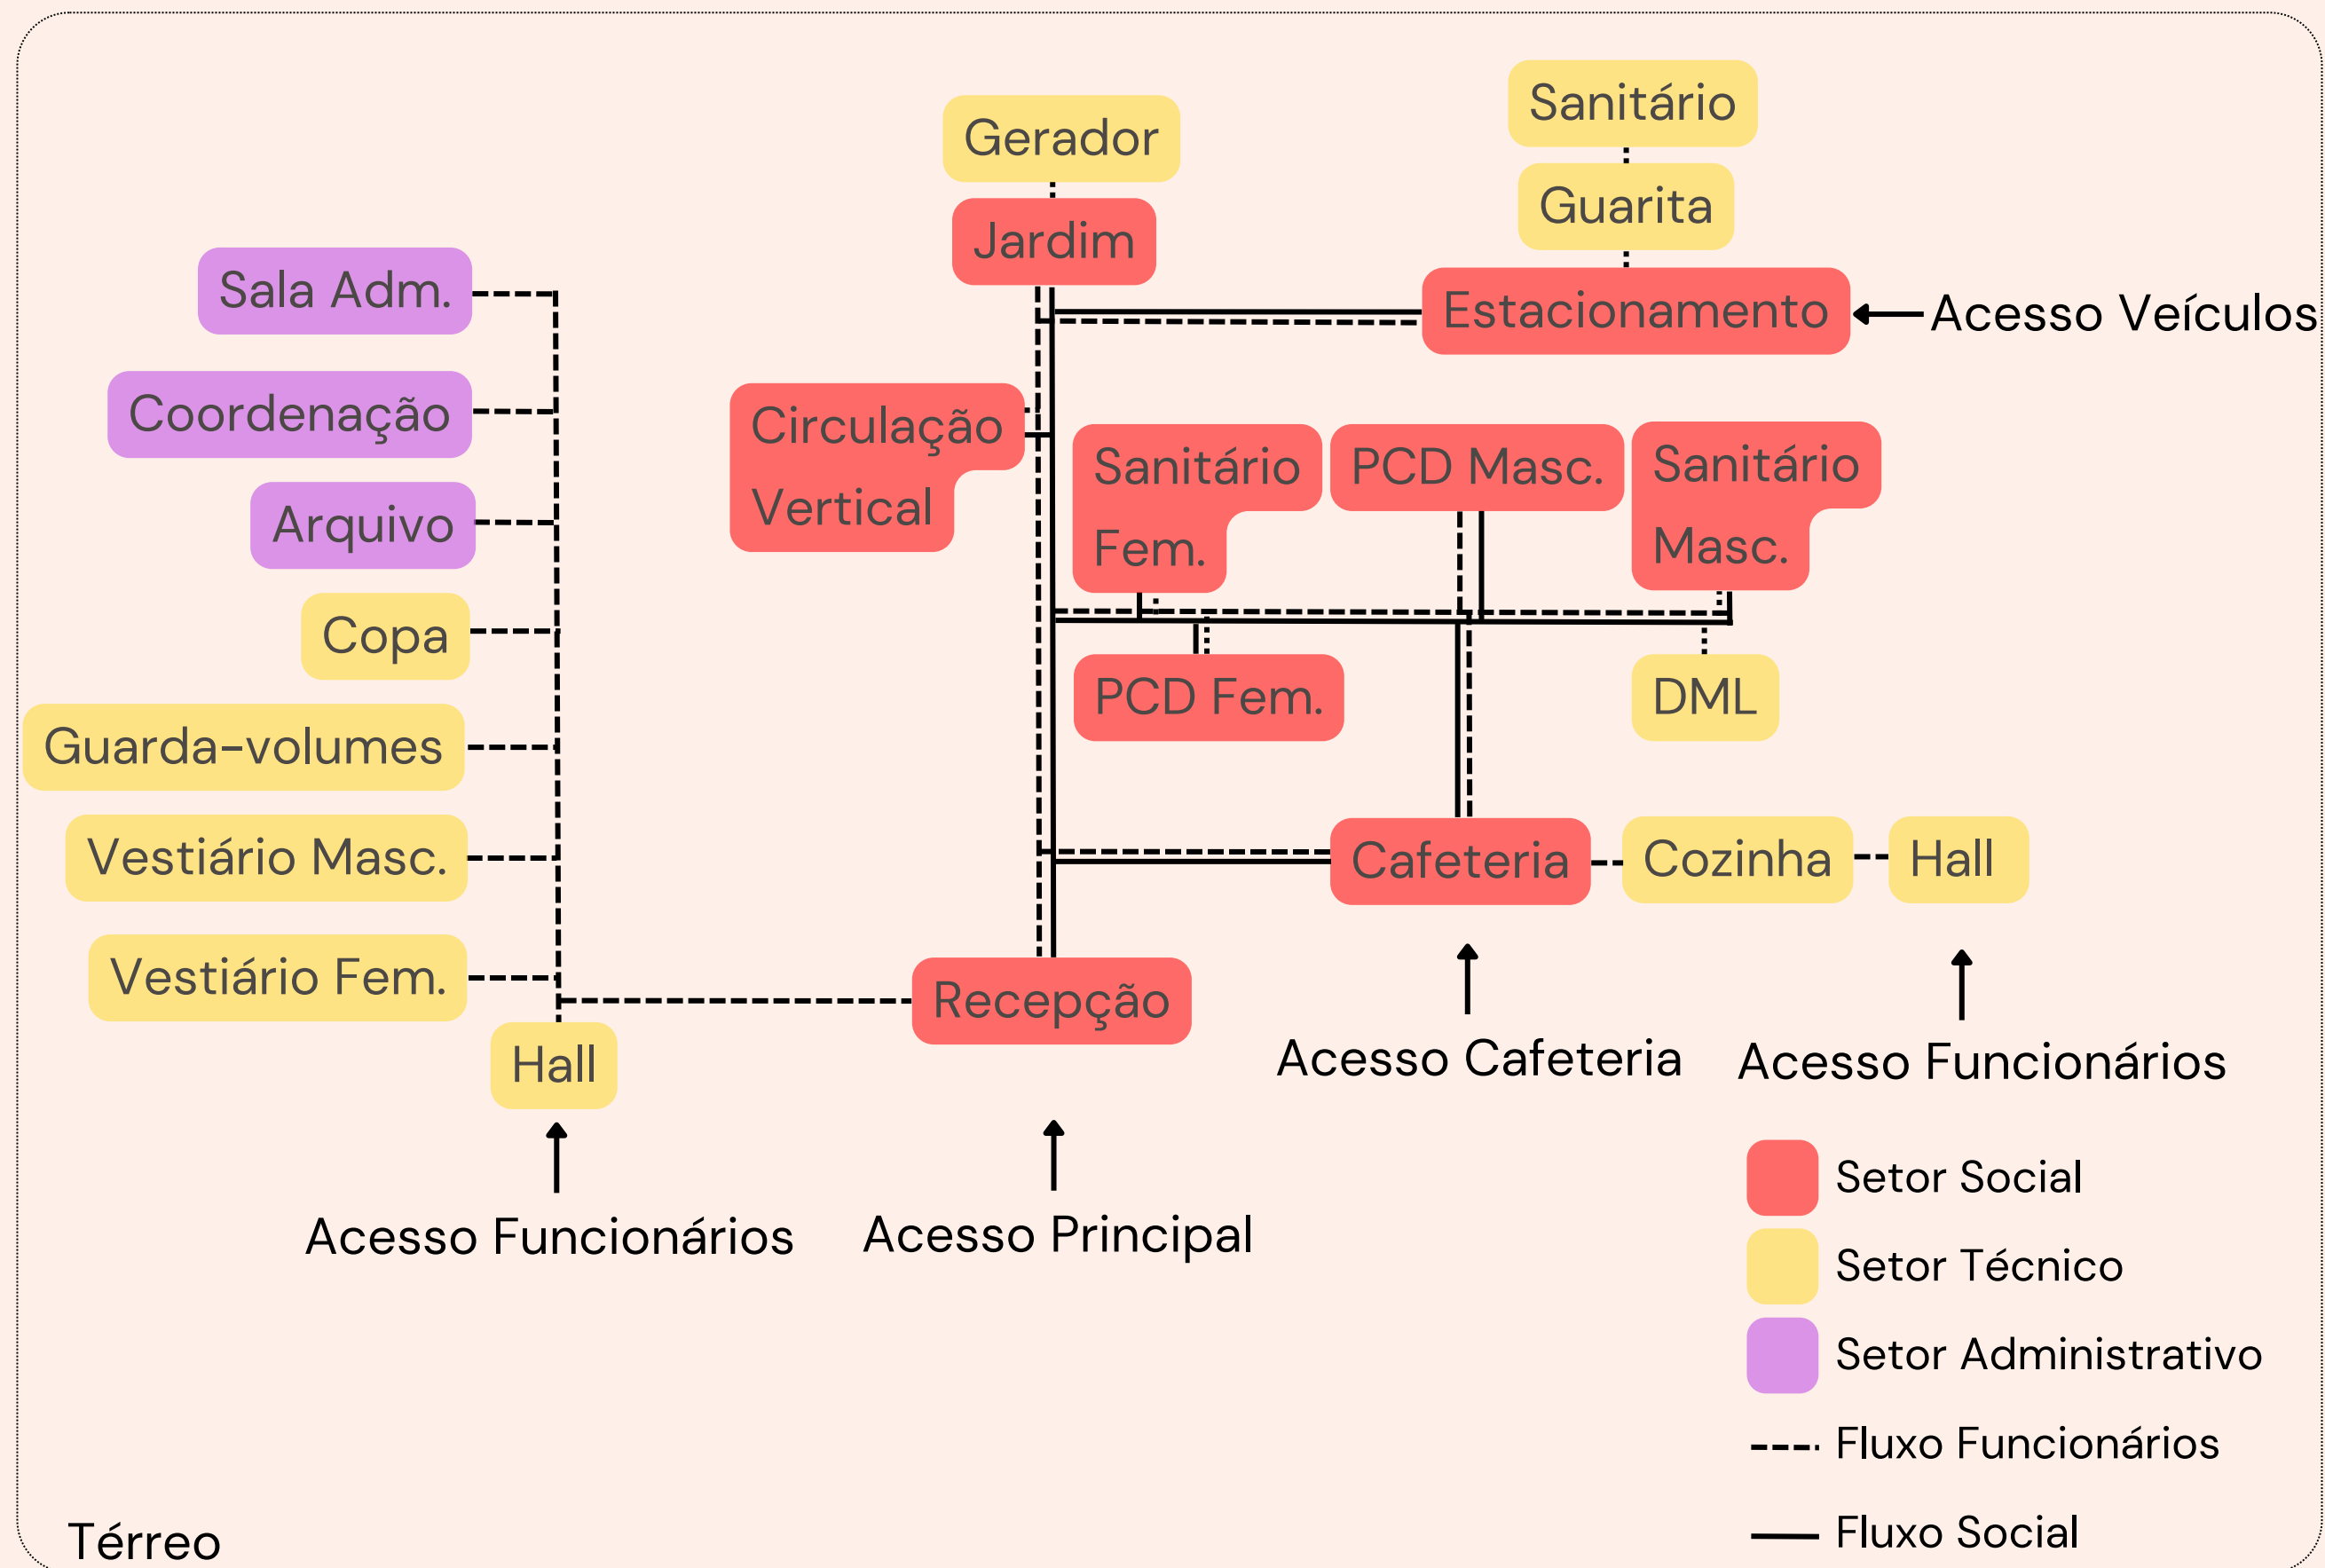 Sanitário
Gerador
Guarita
Jardim
Sala Adm.
Estacionamento
Acesso Veículos
Coordenação
Circulação
Vertical
Sanitário
Fem.
PCD Masc.
Sanitário
Masc.
Arquivo
Copa
PCD Fem.
DML
Guarda-volumes
Vestiário Masc.
Cafeteria
Cozinha
Hall
Vestiário Fem.
Recepção
Hall
Acesso Cafeteria
Acesso Funcionários
Acesso Funcionários
Acesso Principal
Setor Social
Setor Técnico
Setor Administrativo
Fluxo Funcionários
Fluxo Social
Térreo